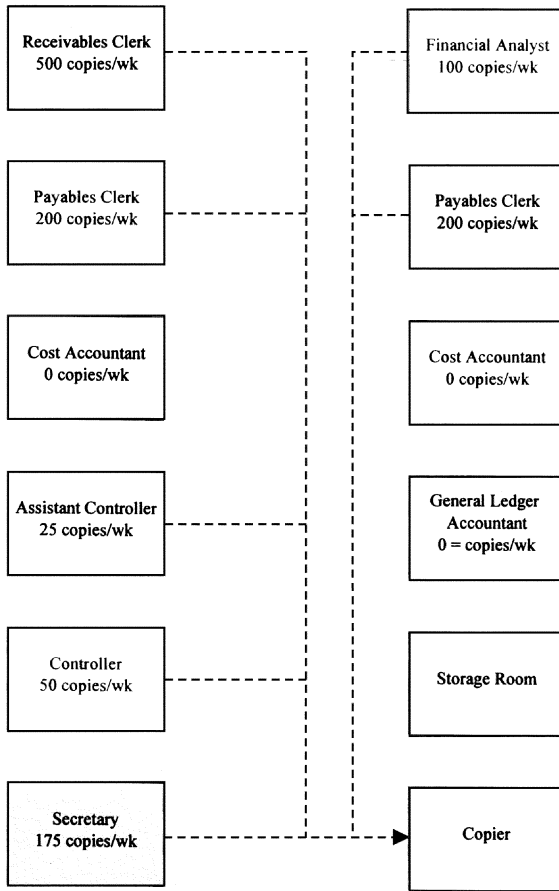 Receivables Clerk
500 copies/wk
Financial Analyst
100 copies/wk
Payables Clerk
200 copies/wk
Payables Clerk
200 copies/wk
Cost Accountant
0 copies/wk
Cost Accountant
0 copies/wk
Assistant Controller
25 copies/wk
General Ledger
Accountant
0 = copies/wk
Controller
50 copies/wk
Storage Room
Secretary
175 copies/wk
Copier